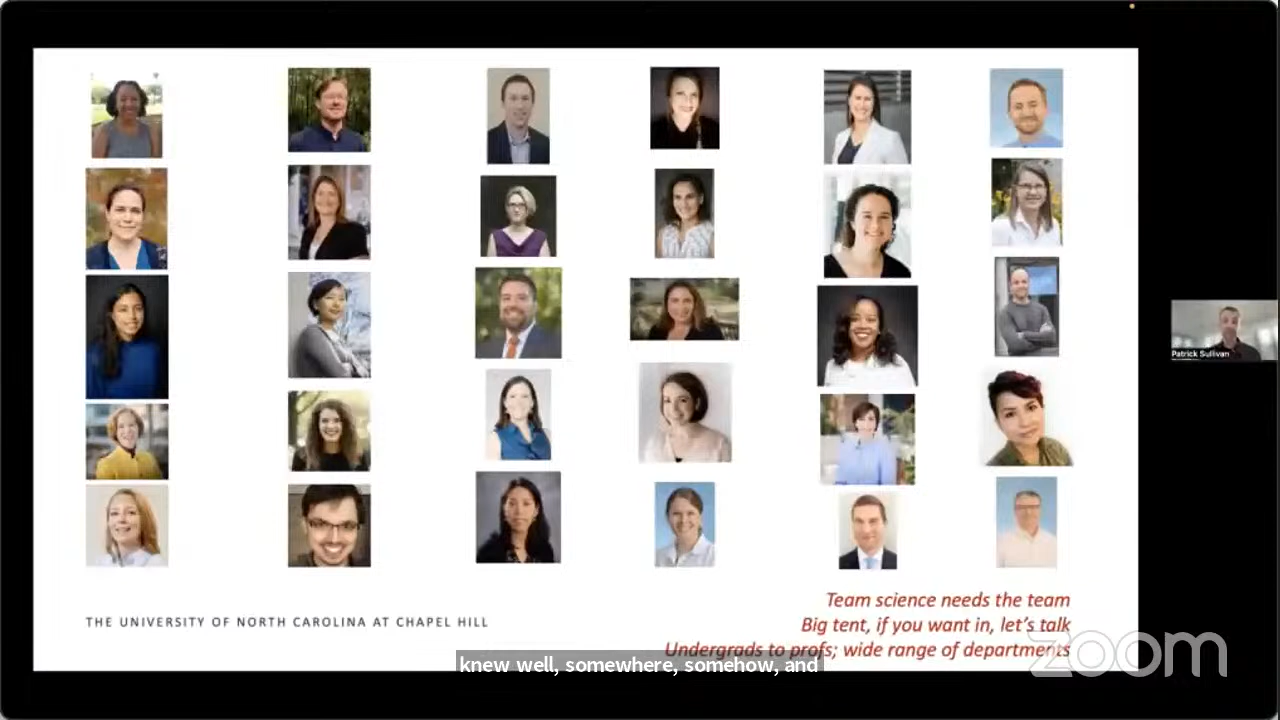 Patrick Sullivan
THE UNIVERSITY OF NORTH CAROLINA AT CHAPEL HILL
Team science needs the team
Big tent, if you want in, let's talk
Undergrads to profs; wide range of departments
knew well, somewhere, somehow, and
zoom